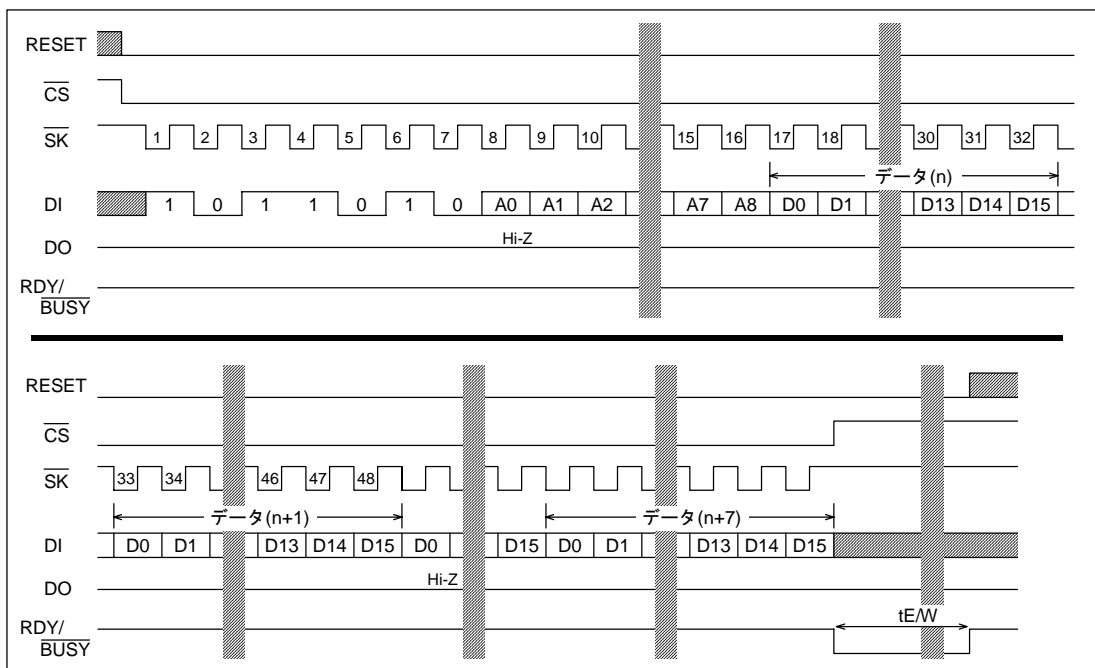 RESET
CS
SK 1 2 3 4 5 6 7 8 9 10 15 16 17 18 30 31 32
データ(n)
DI 1 0 1 1 0 1 0 A0 A1 A2 A7 A8 D0 D1 D13 D14 D15
DO Hi-Z
RDY/
BUSY
RESET
CS
SK 33 34 46 47 48
データ(n+1) データ(n+7)
DI D0 D1 D13 D14 D15 D0 D15 D0 D1 D13 D14 D15
DO Hi-Z
RDY/ tE/W
BUSY